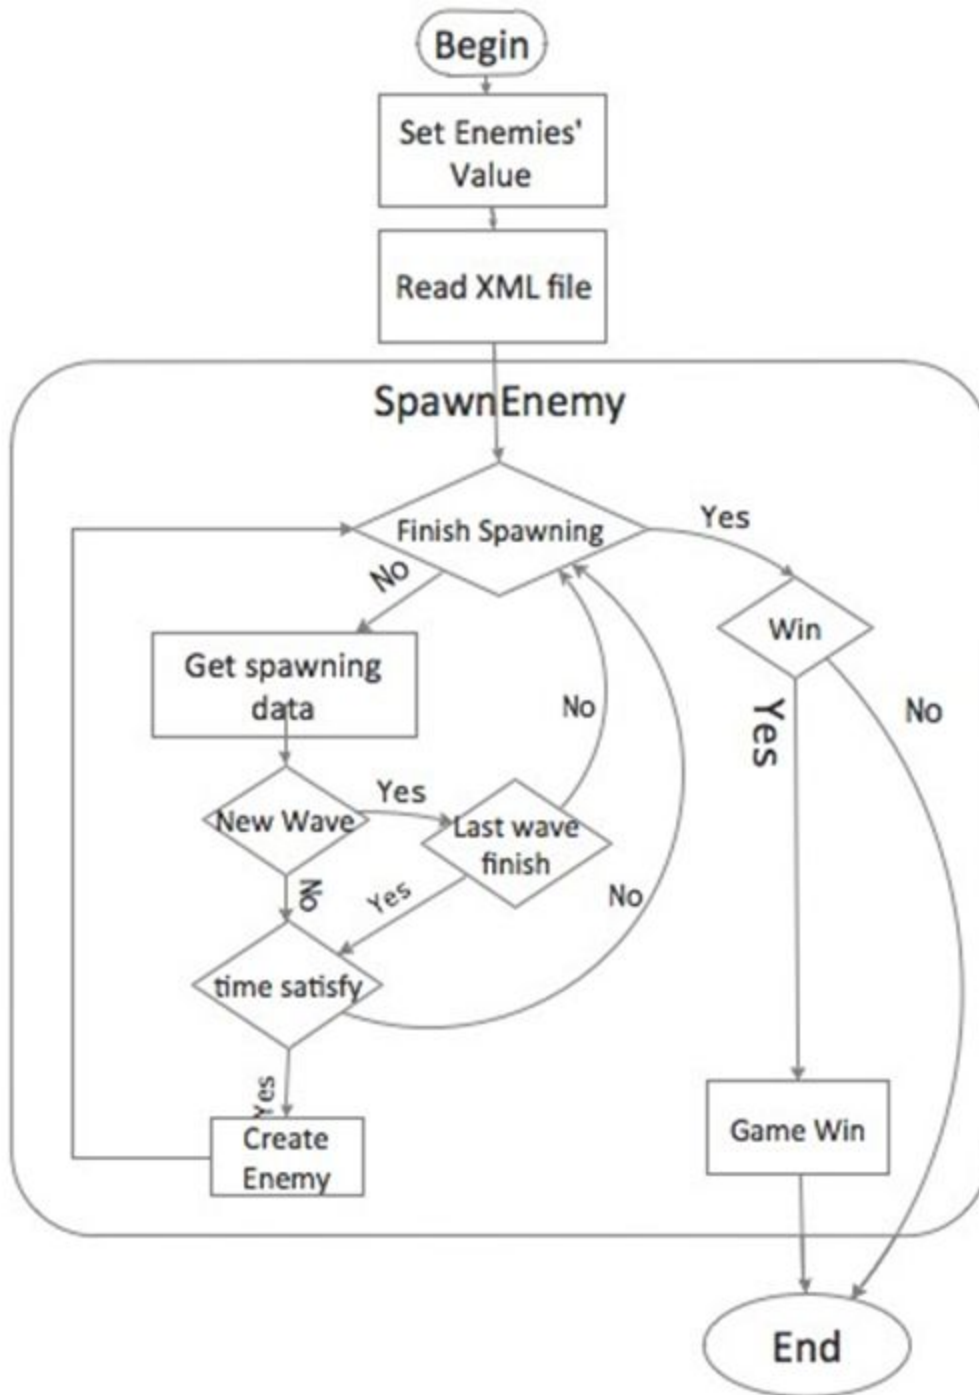 Begin
Set Enemies'
Value
Read XML file
SpawnEnemy
Finish Spawning
Yes
No
Win
Get spawning
data
No
Yes
No
New Wave
Yes
Last wave
finish
No
Yes
No
time satisfy
Yes
Create
Enemy
Game Win
End